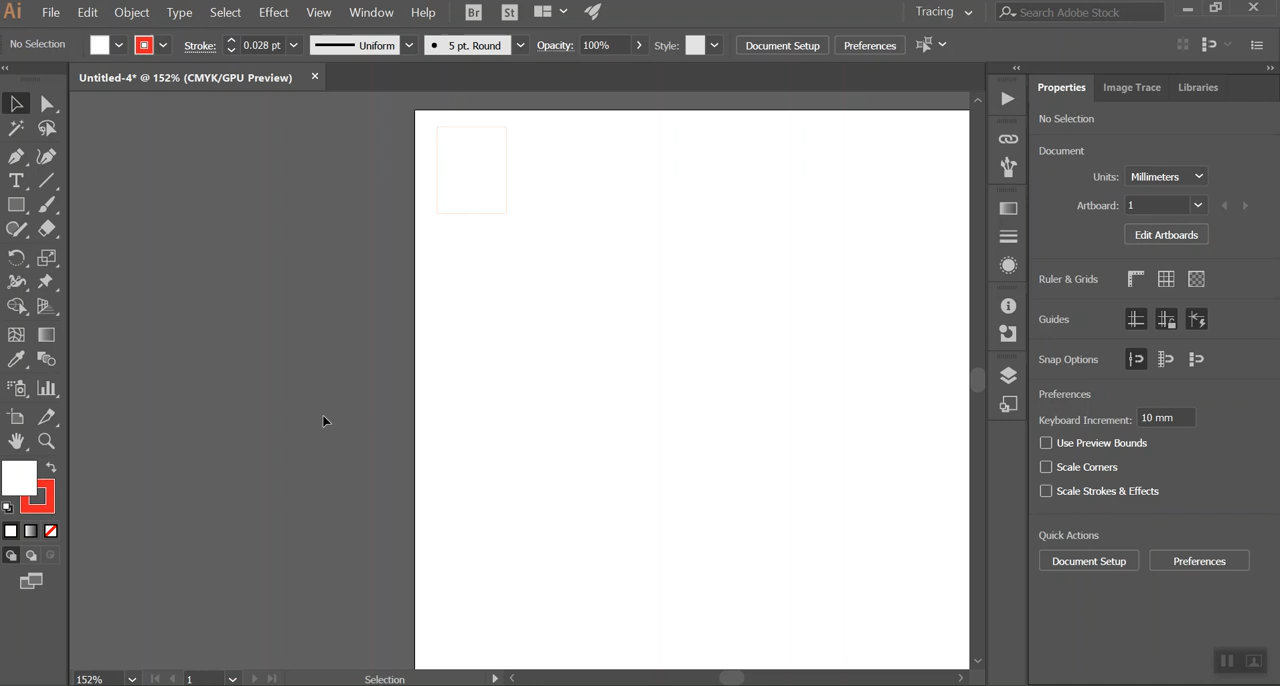 Ai File Edit Object Type Select Effect View Window Help Br St Tracing Search Adobe Stock
No Selection Stroke: 0.028 pt Uniform 5 pt. Round Opacity: 100% Style: Document Setup Preferences
Untitled-4* @ 152% (CMYK/GPU Preview)
Properties Image Trace Libraries
No Selection
Document
Units: Millimeters
Artboard: 1
Edit Artboards
Ruler & Grids
Guides
Snap Options
Preferences
Keyboard Increment: 10 mm
Use Preview Bounds
Scale Corners
Scale Strokes & Effects
Quick Actions
Document Setup Preferences
152% 1 Selection